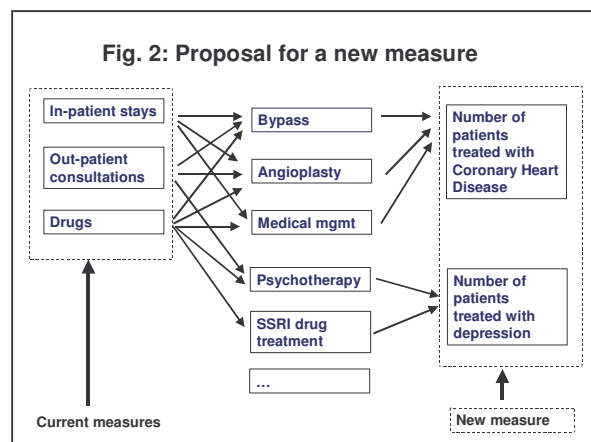 Fig. 2: Proposal for a new measure
In-patient stays
Out-patient
consultations
Drugs
Bypass
Angioplasty
Medical mgmt
Psychotherapy
SSRI drug
treatment
...
Number of
patients
treated with
Coronary Heart
Disease
Number of
patients
treated with
depression
Current measures
New measure